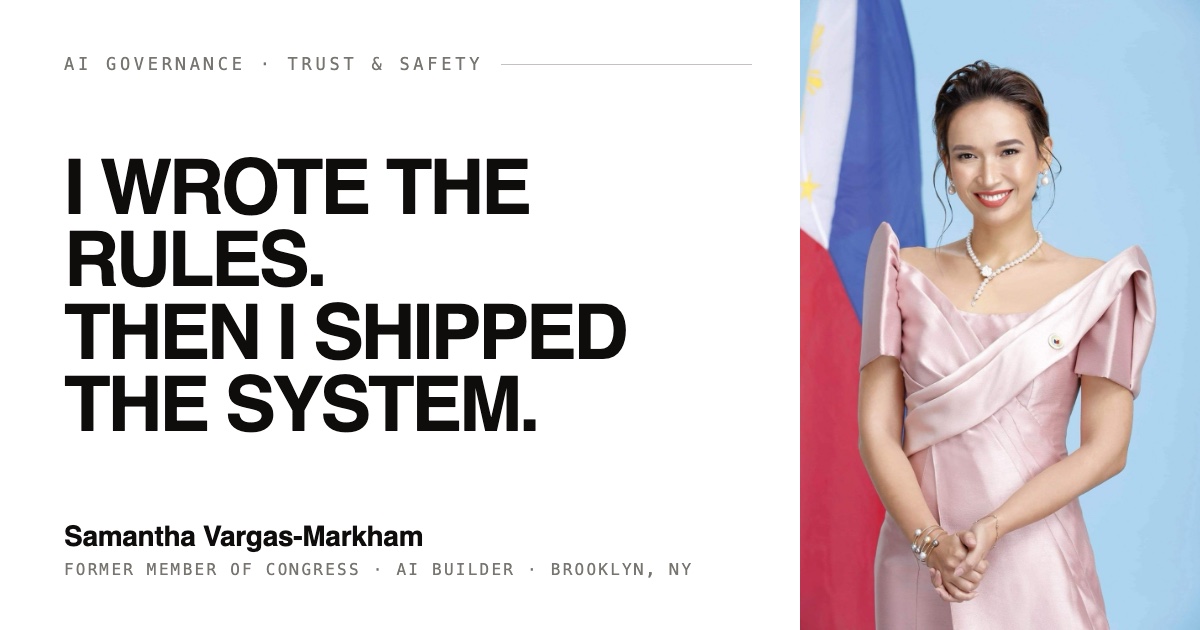 AI GOVERNANCE · TRUST & SAFETY
I WROTE THE
RULES.
THEN I SHIPPED
THE SYSTEM.
Samantha Vargas-Markham
FORMER MEMBER OF CONGRESS · AI BUILDER · BROOKLYN, NY